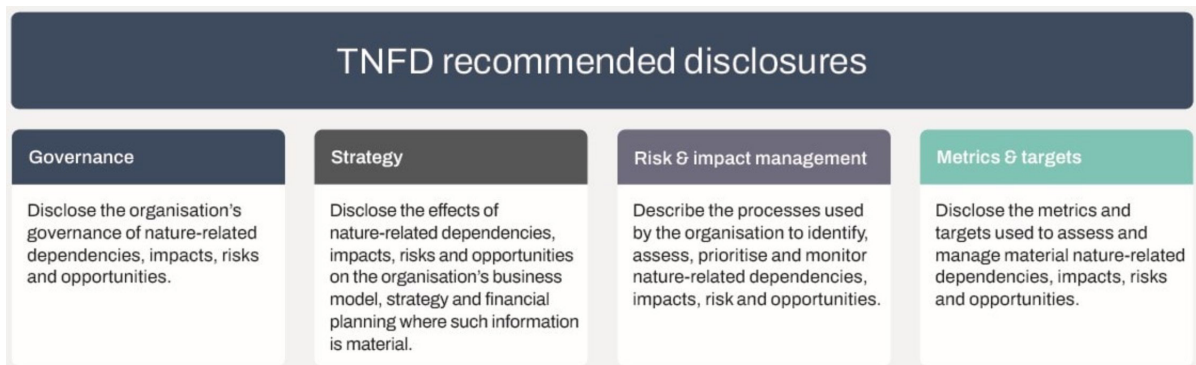 TNFD recommended disclosures
Governance
Disclose the organisation's
governance of nature-related
dependencies, impacts, risks
and opportunities.
Strategy
Disclose the effects of
nature-related dependencies,
impacts, risks and opportunities
on the organisation's business
model, strategy and financial
planning where such information
is material.
Risk & impact management
Describe the processes used
by the organisation to identify,
assess, prioritise and monitor
nature-related dependencies,
impacts, risk and opportunities.
Metrics & targets
Disclose the metrics and
targets used to assess and
manage material nature-related
dependencies, impacts, risks
and opportunities.